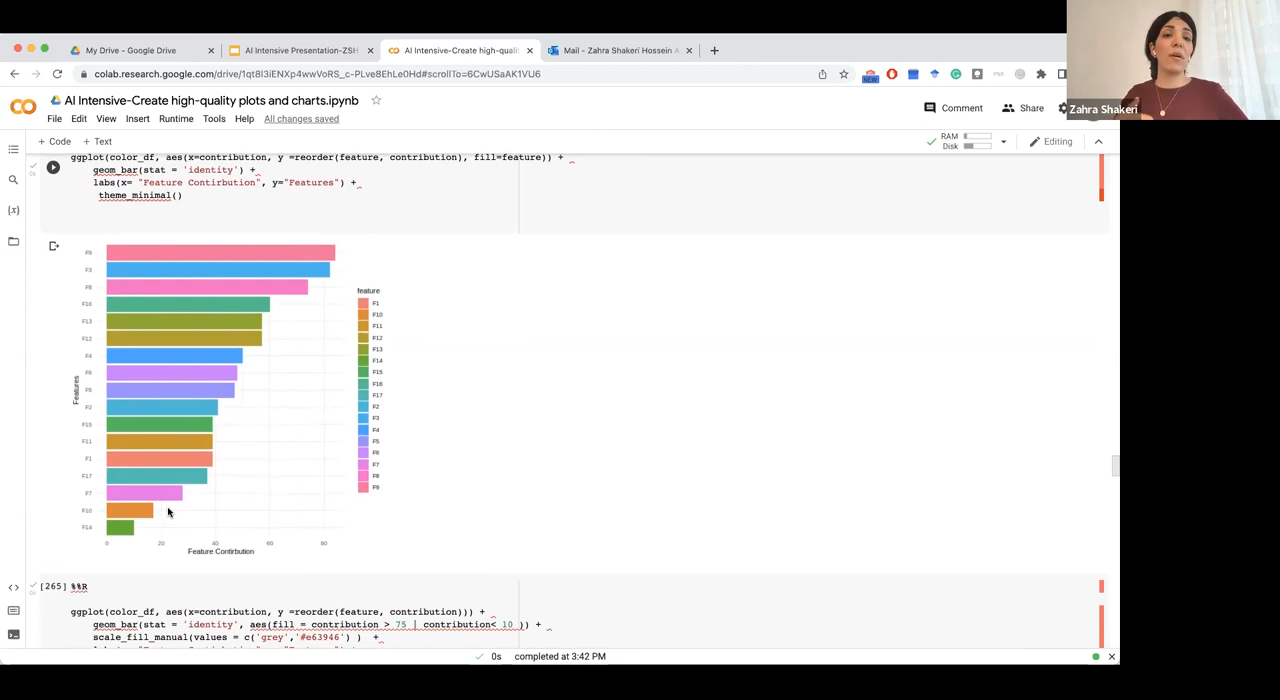 My Drive - Google Drive
AI Intensive Presentation-ZSH
AI Intensive-Create high-quali
Mail - Zahra Shakeri Hossein A
colab.research.google.com/drive/1qt8I3iENXp4wwVoRS_c-PLve8EhLe0Hd#scrollTo=6CwUSaAK1VU6
NEW
Zahra Shakeri
AI Intensive-Create high-quality plots and charts.ipynb
File Edit View Insert Runtime Tools Help All changes saved
Comment Share
+ Code + Text
RAM
Disk
Editing
ggplot(color_df, aes(x=contribution, y =reorder(feature, contribution), fill=feature)) +
geom_bar(stat = 'identity') +
labs(x= "Feature Contirbution", y="Features") +
theme_minimal()
F9
F3
F8
F16
F13
F12
F4
F6
F5
F2
F15
F11
F1
F17
F7
F10
F14
Features
0 20 40 60 80
Feature Contirbution
feature
F1
F10
F11
F12
F13
F14
F15
F16
F17
F2
F3
F4
F5
F6
F7
F8
F9
[265] %%R
ggplot(color_df, aes(x=contribution, y =reorder(feature, contribution))) +
geom_bar(stat = 'identity', aes(fill = contribution > 75 | contribution< 10 )) +
scale_fill_manual(values = c('grey','#e63946') ) +
0s completed at 3:42 PM